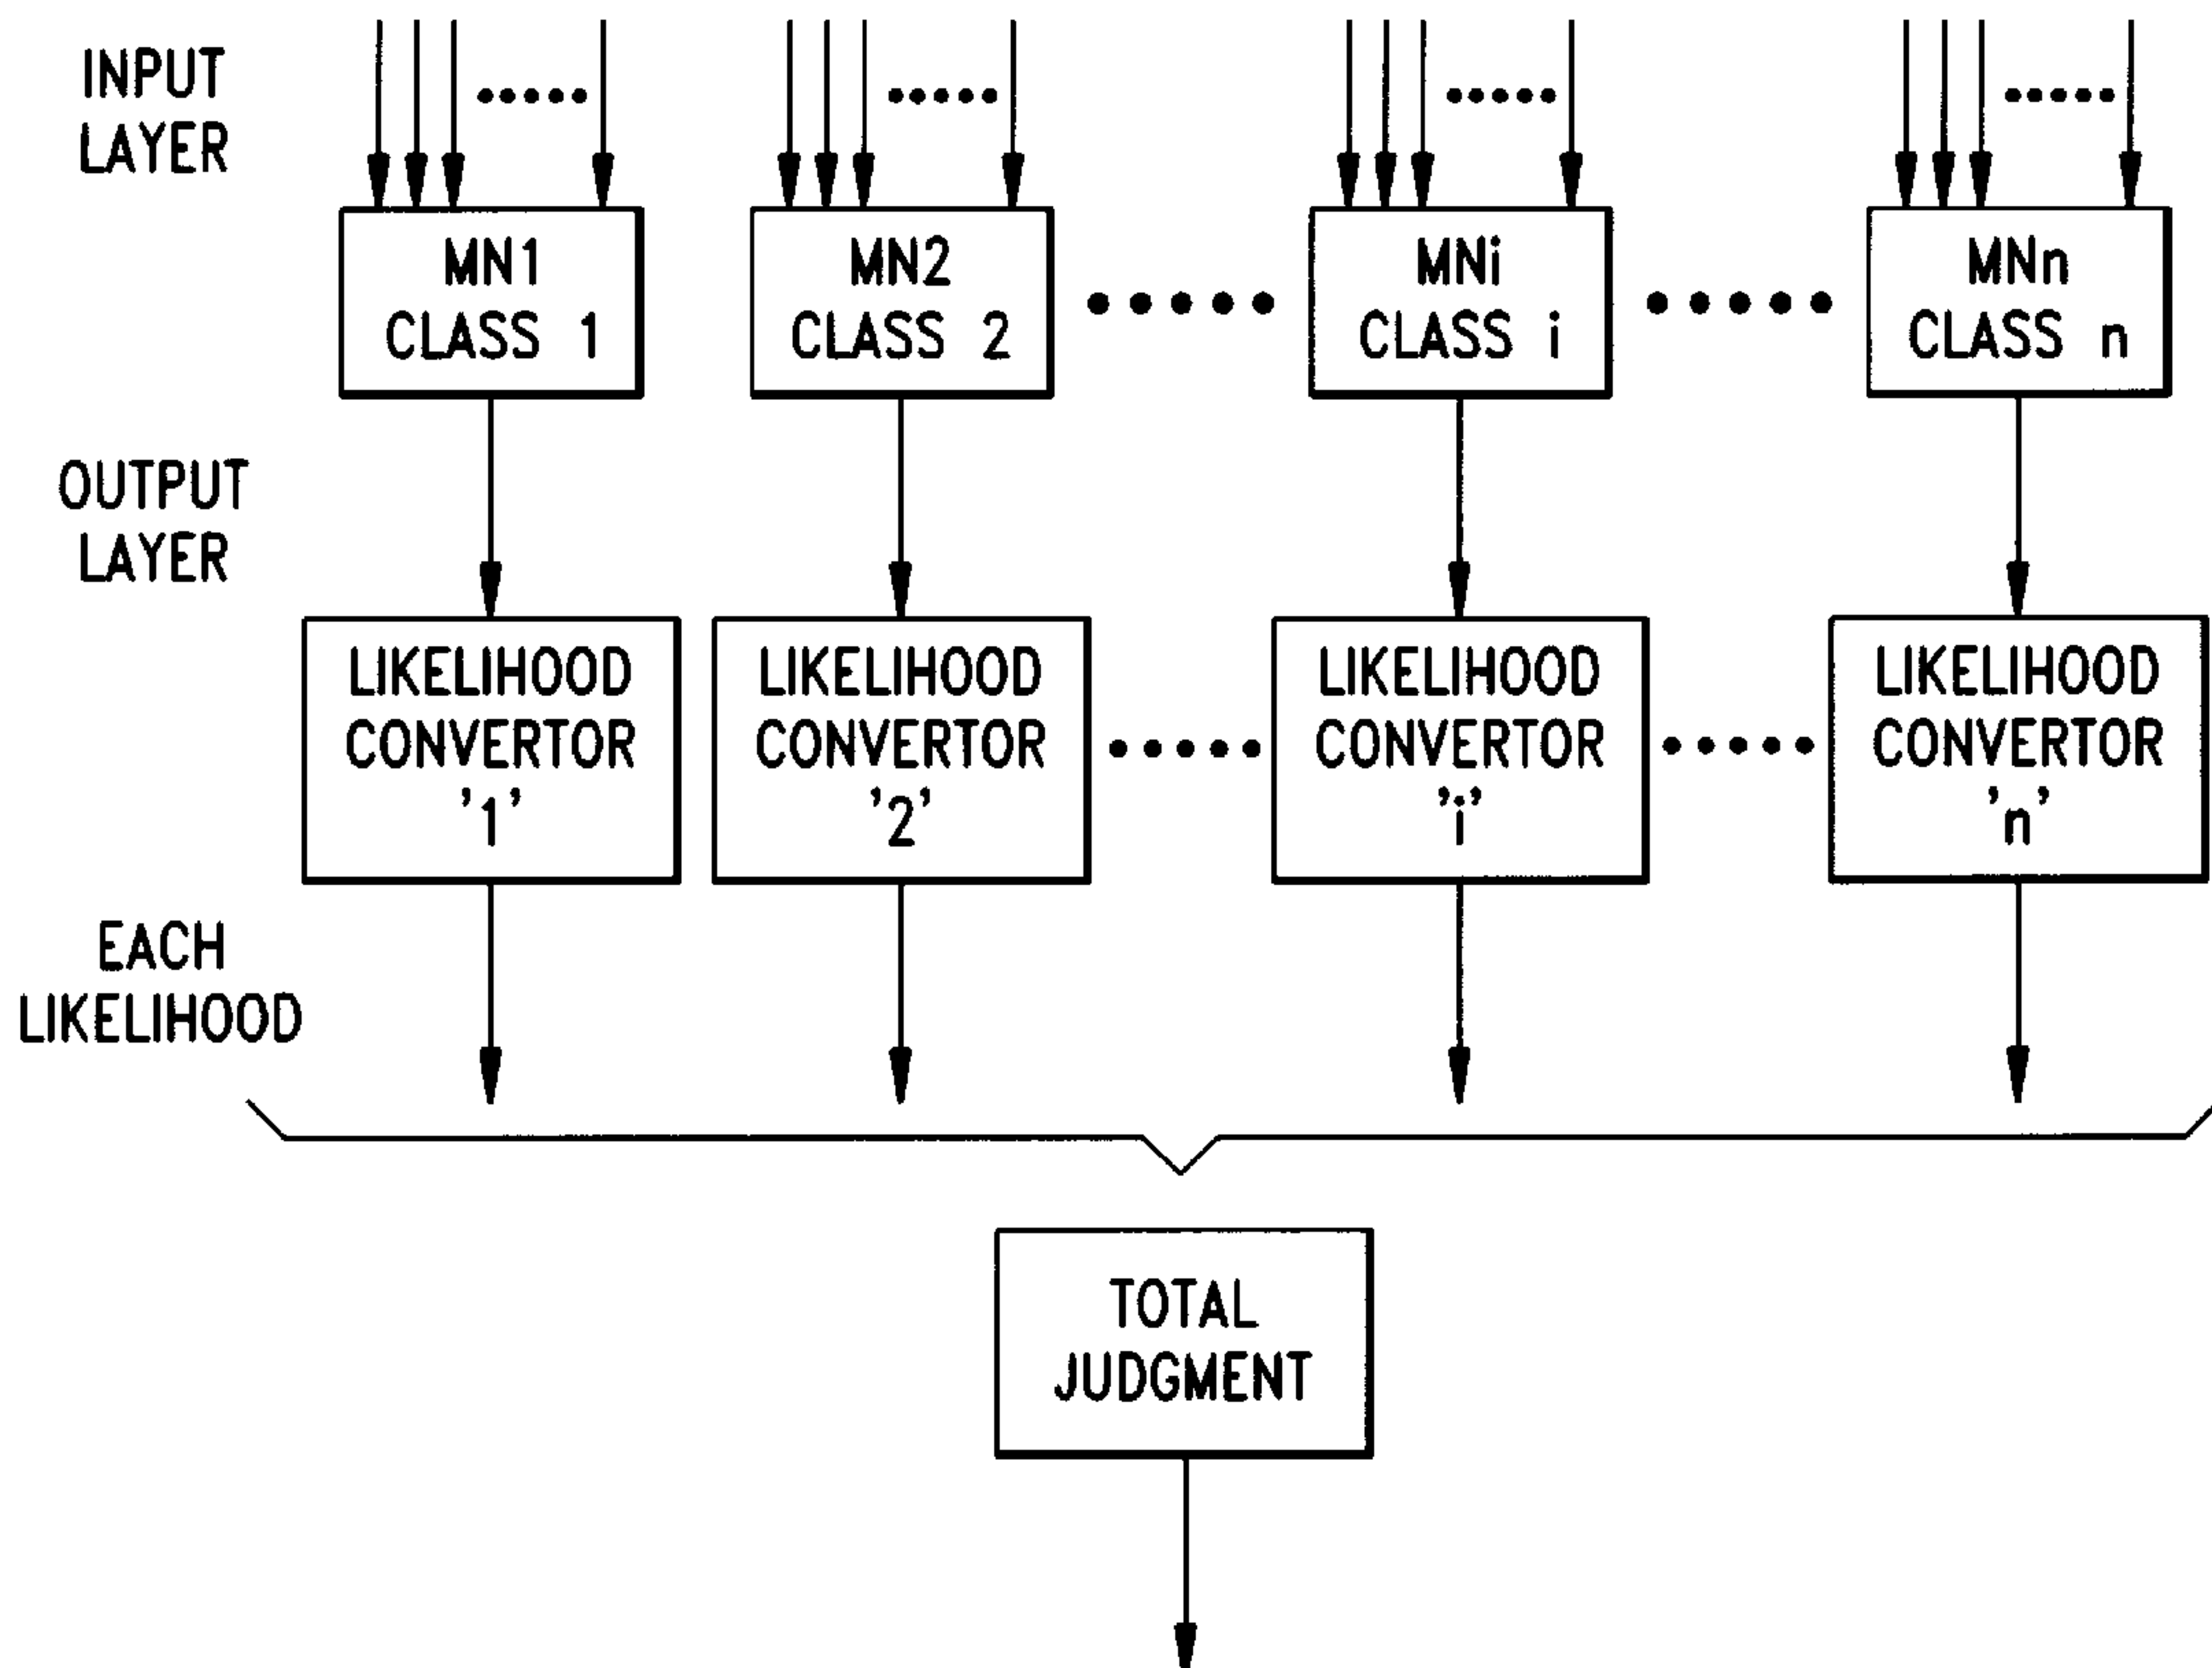 INPUT
LAYER
MN1
CLASS 1
MN2
CLASS 2
MNi
CLASS i
MNn
CLASS n
OUTPUT
LAYER
LIKELIHOOD
CONVERTOR
'1'
LIKELIHOOD
CONVERTOR
'2'
LIKELIHOOD
CONVERTOR
'i'
LIKELIHOOD
CONVERTOR
'n'
EACH
LIKELIHOOD
TOTAL
JUDGMENT